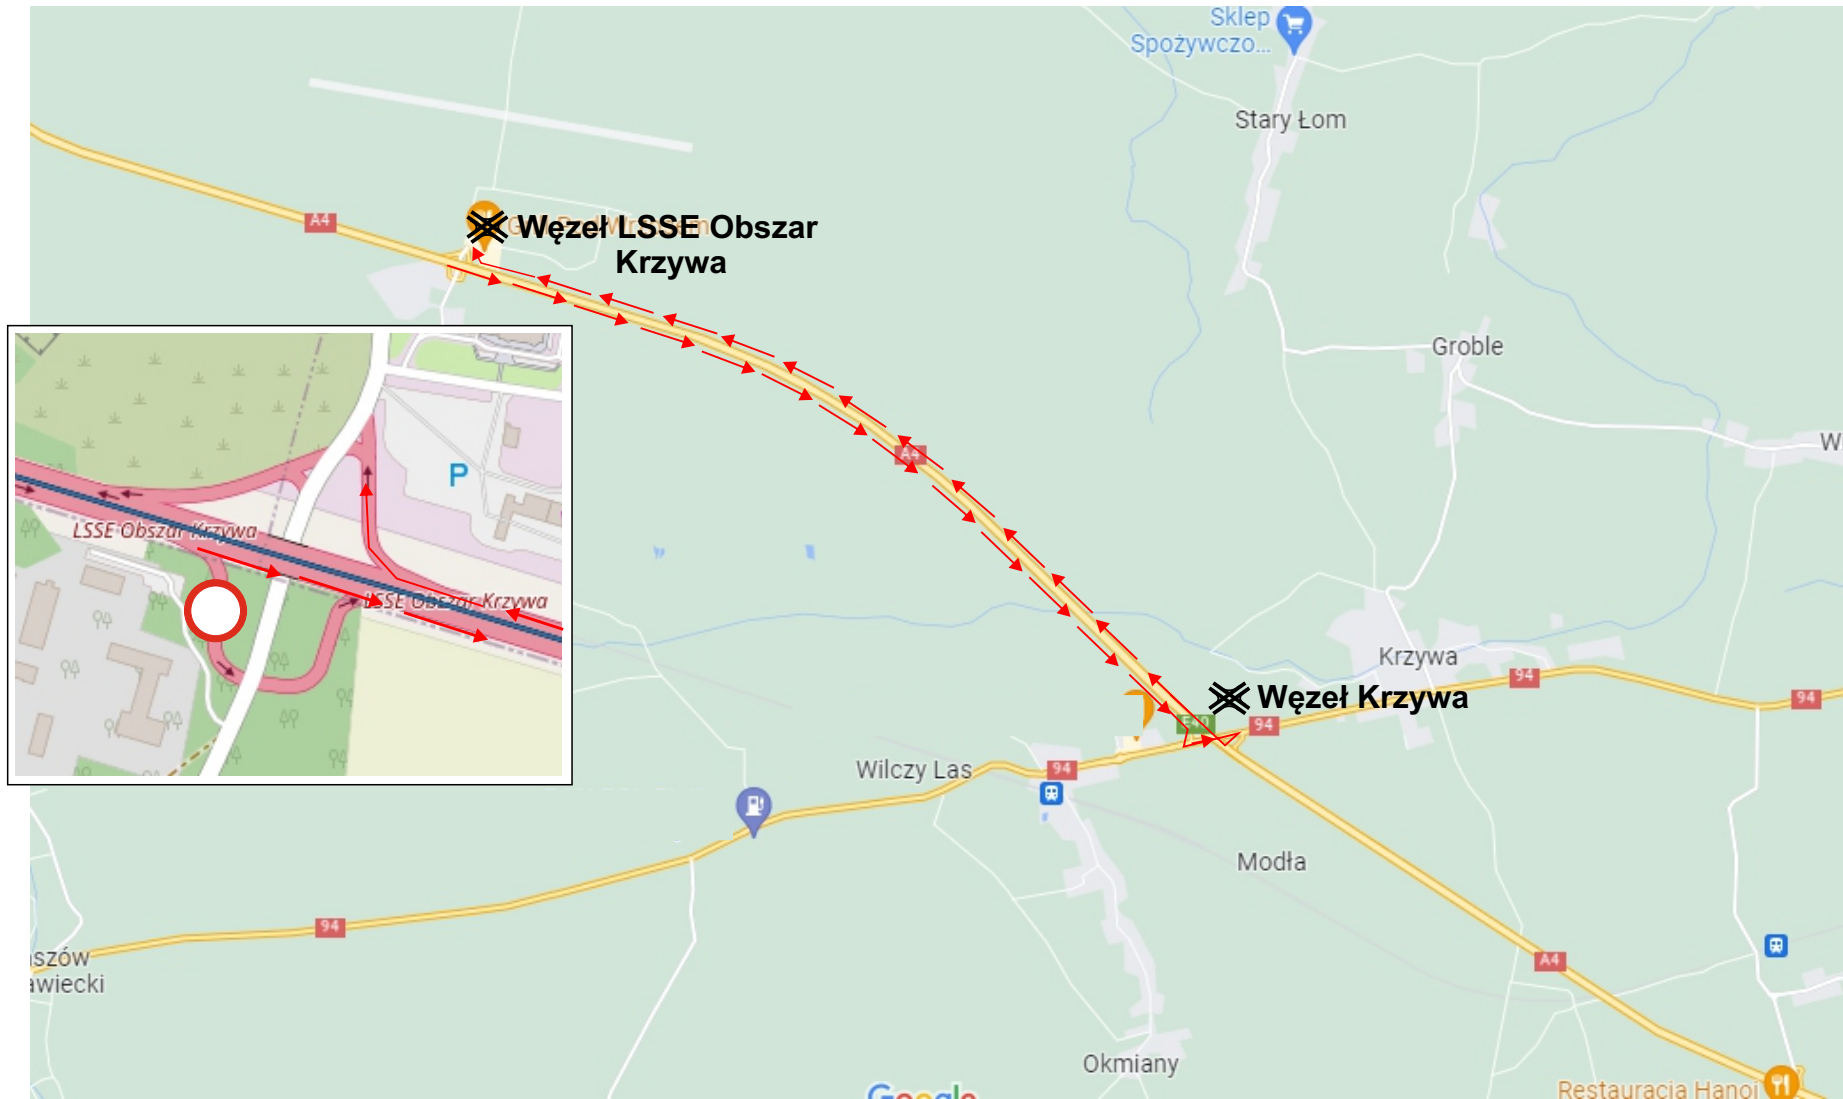 Sklep
Spożywczo...
Stary Łom
A4
Węzeł LSSE Obszar
Krzywa
Groble
A4
P
LSSE Obszar Krzywa
LSSE Obszar Krzywa
Krzywa
94
94
Węzeł Krzywa
E40
94
Wilczy Las
94
Modła
94
szów
awiecki
A4
Okmiany
Google
Restauracja Hanoi